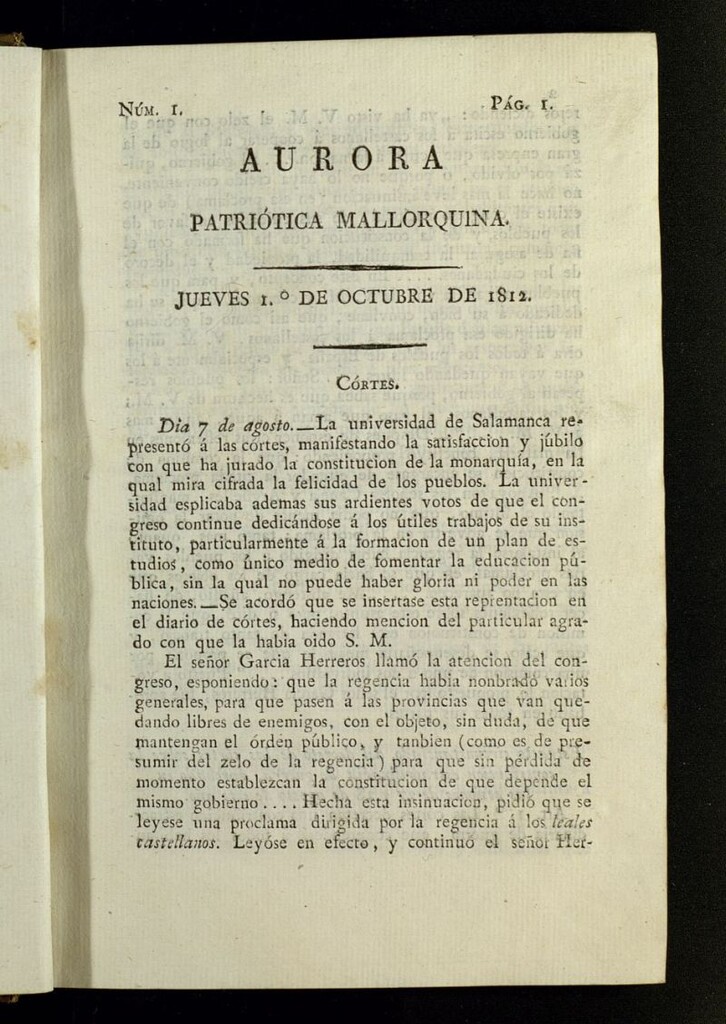 NÚM. 1.
PÁG. 1.
AURORA
PATRIÓTICA MALLORQUINA.
JUEVES 1.º DE OCTUBRE DE 1812.
CÓRTES.
Dia 7 de agosto.—La universidad de Salamanca re-
presentó á las córtes, manifestando la satisfaccion y júbilo
con que ha jurado la constitucion de la monarquía, en la
qual mira cifrada la felicidad de los pueblos. La univer-
sidad esplicaba ademas sus ardientes votos de que el con-
greso continue dedicándose á los útiles trabajos de su ins-
tituto, particularmente á la formacion de un plan de es-
tudios, como único medio de fomentar la educacion pú-
blica, sin la qual no puede haber gloria ni poder en las
naciones.—Se acordó que se insertase esta reprentacion en
el diario de córtes, haciendo mencion del particular agra-
do con que la habia oido S. M.
El señor Garcia Herreros llamó la atencion del con-
greso, esponiendo: que la regencia habia nonbrado varios
generales, para que pasen á las provincias que van que-
dando libres de enemigos, con el objeto, sin duda, de que
mantengan el órden público, y tanbien (como es de pre-
sumir del zelo de la regencia) para que sin pérdida de
momento establezcan la constitucion de que depende el
mismo gobierno.... Hecha esta insinuacion, pidió que se
leyese una proclama dirigida por la regencia á los leales
castellanos. Leyóse en efecto, y continuó el señor Her-